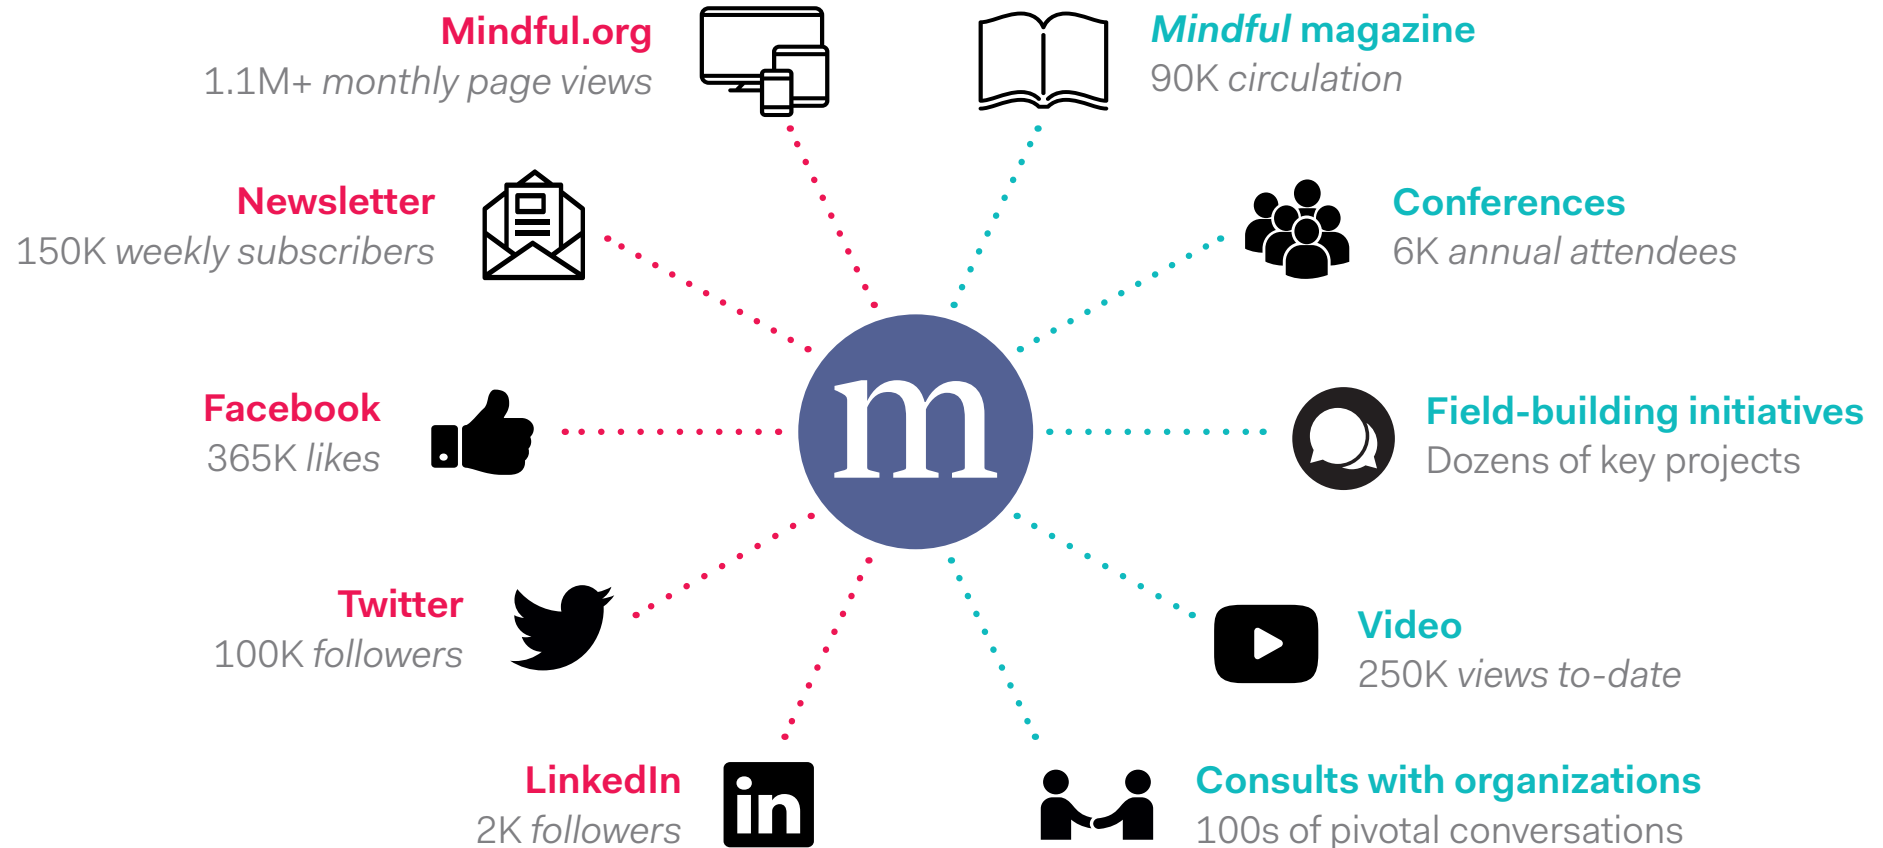 Mindful.org
1.1M+ monthly page views
Mindful magazine
90K circulation
Newsletter
150K weekly subscribers
Conferences
6K annual attendees
Facebook
365K likes
m
Field-building initiatives
Dozens of key projects
Twitter
100K followers
Video
250K views to-date
LinkedIn
2K followers
in
Consults with organizations
100s of pivotal conversations